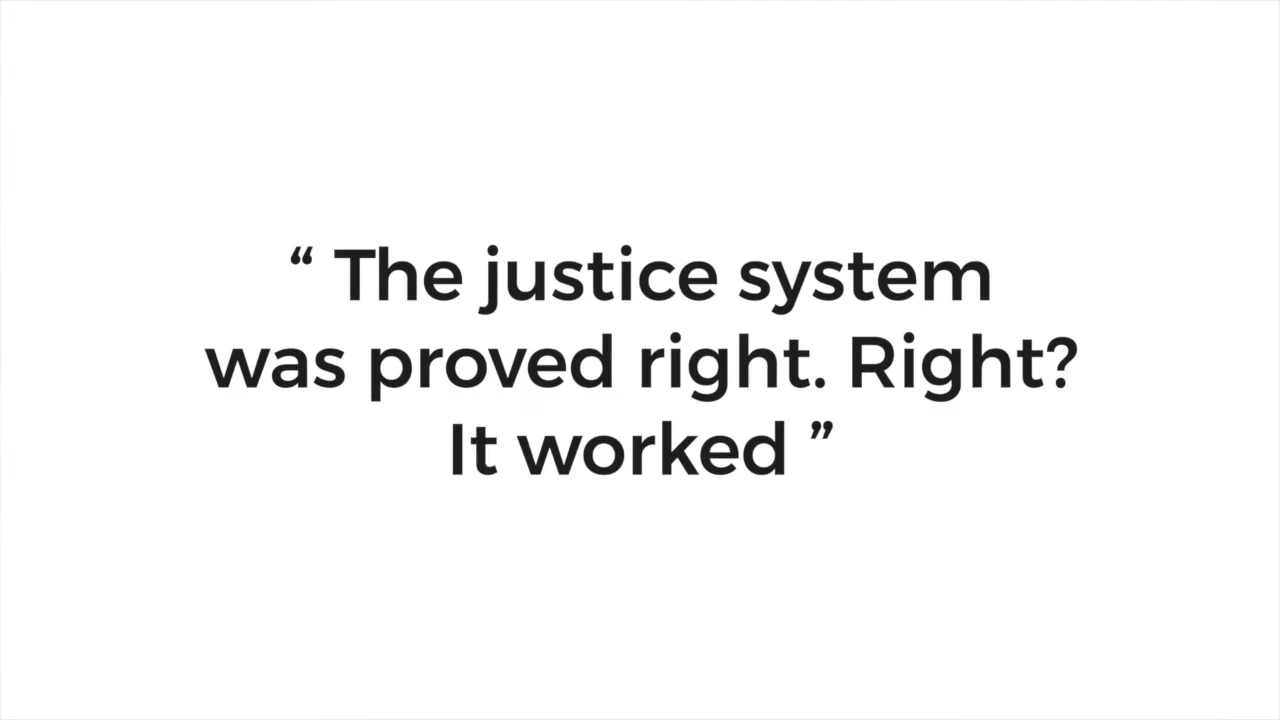 “ The justice system
was proved right. Right?
It worked ”